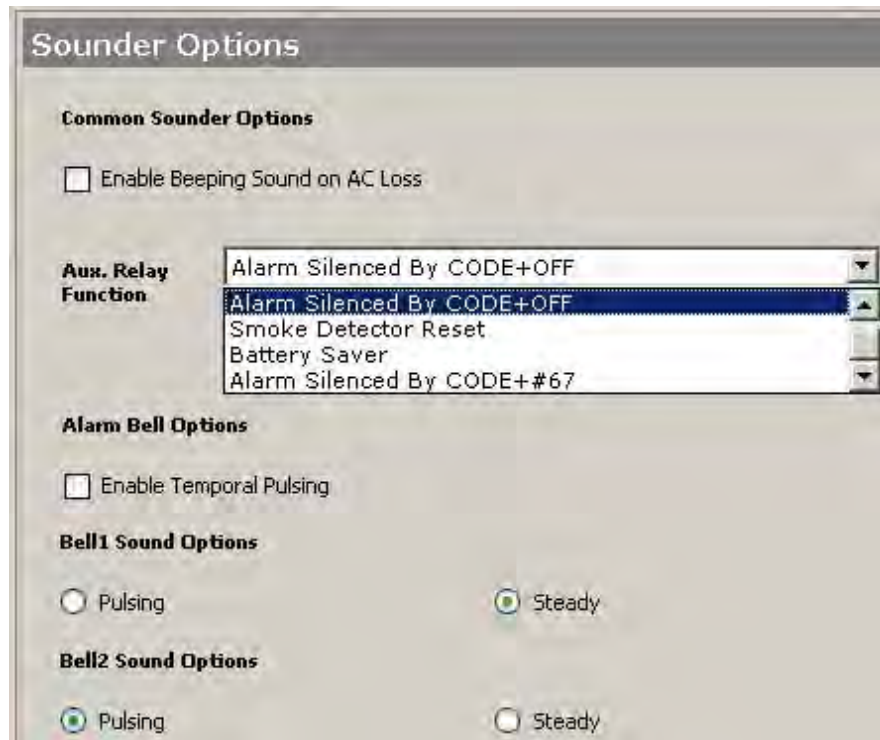 Sounder Options
Common Sounder Options
Enable Beeping Sound on AC Loss
Aux. Relay Function
Alarm Silenced By CODE+OFF
Alarm Silenced By CODE+OFF
Smoke Detector Reset
Battery Saver
Alarm Silenced By CODE+#67
Alarm Bell Options
Enable Temporal Pulsing
Bell1 Sound Options
Pulsing Steady
Bell2 Sound Options
Pulsing Steady